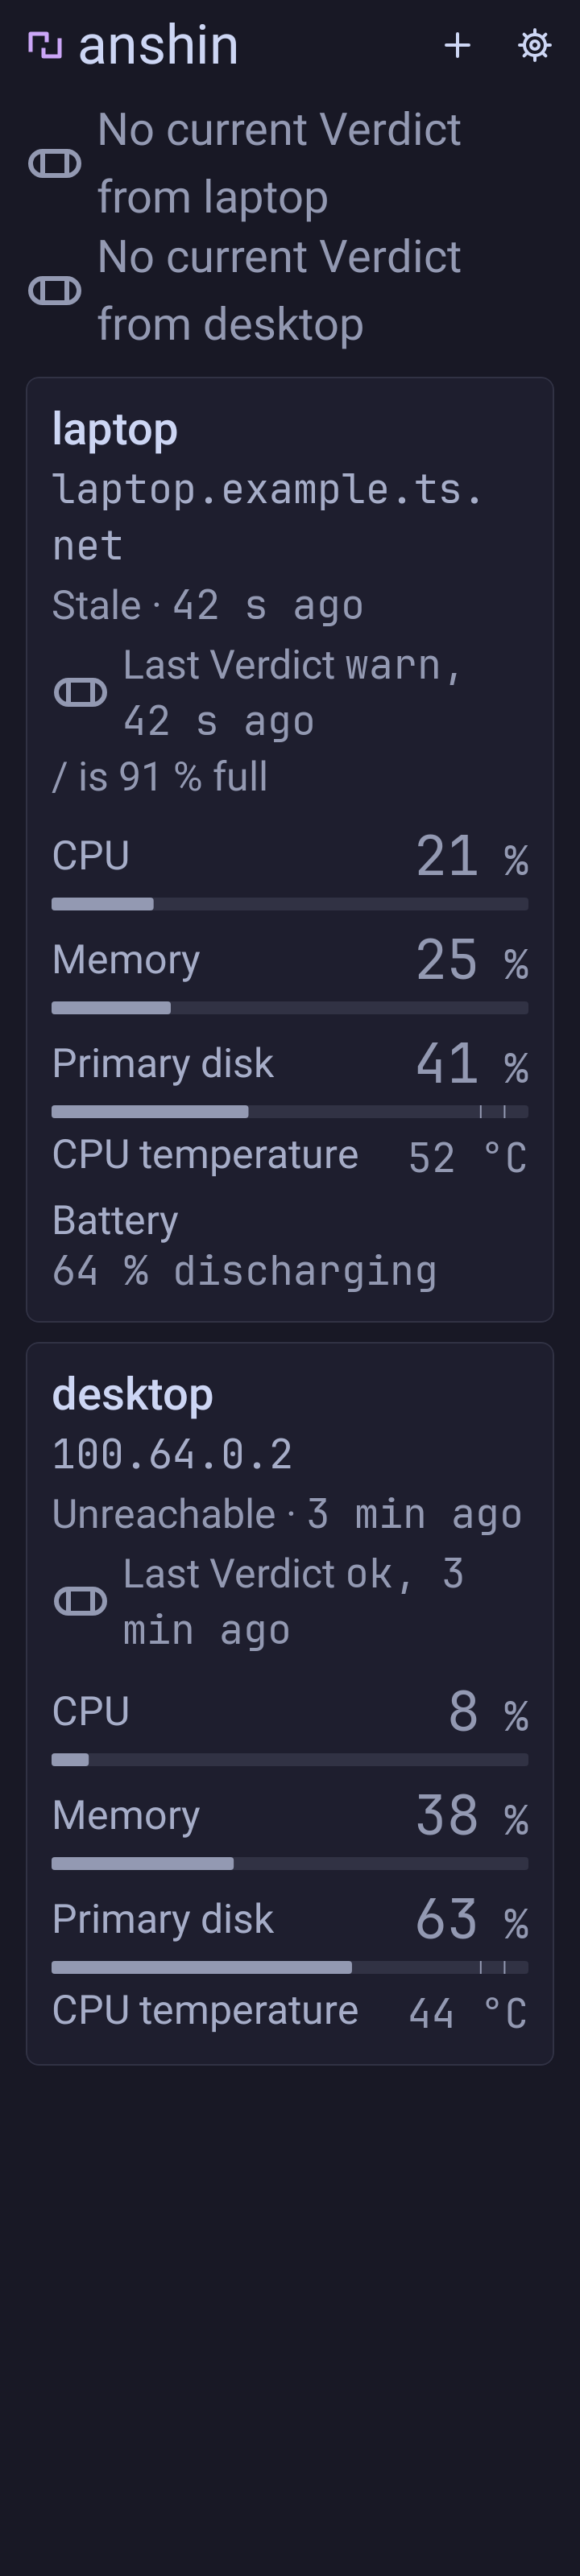 anshin
No current Verdict
from laptop
No current Verdict
from desktop
laptop
laptop.example.ts.
net
Stale · 42 s ago
Last Verdict warn,
42 s ago
/ is 91 % full
CPU 21 %
Memory 25 %
Primary disk 41 %
CPU temperature 52 °C
Battery
64 % discharging
desktop
100.64.0.2
Unreachable · 3 min ago
Last Verdict ok, 3
min ago
CPU 8 %
Memory 38 %
Primary disk 63 %
CPU temperature 44 °C